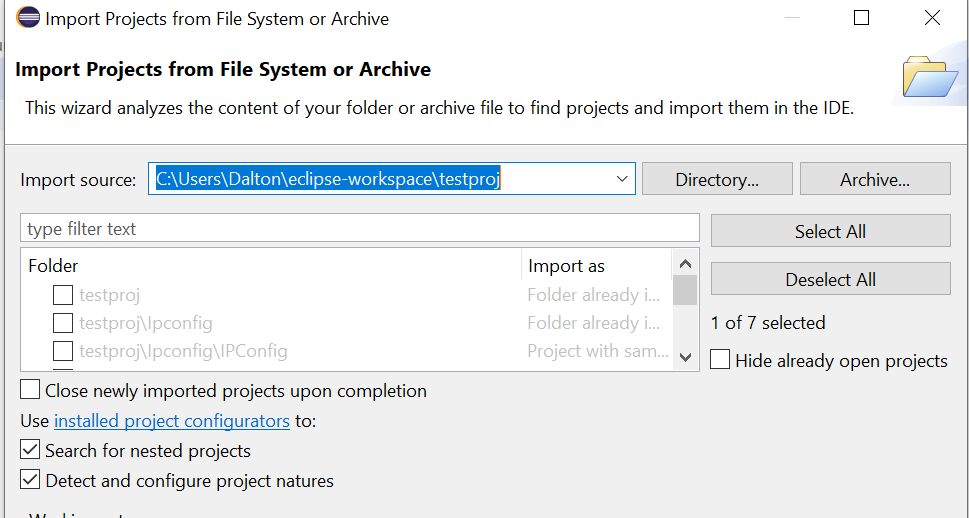 Import Projects from File System or Archive
Import Projects from File System or Archive
This wizard analyzes the content of your folder or archive file to find projects and import them in the IDE.
Import source: C:\Users\Dalton\eclipse-workspace\testproj Directory... Archive...
type filter text Select All
Folder Import as
Deselect All
testproj Folder already i...
testproj\Ipconfig Folder already i... 1 of 7 selected
testproj\Ipconfig\IPConfig Project with sam...
Hide already open projects
Close newly imported projects upon completion
Use installed project configurators to:
Search for nested projects
Detect and configure project natures